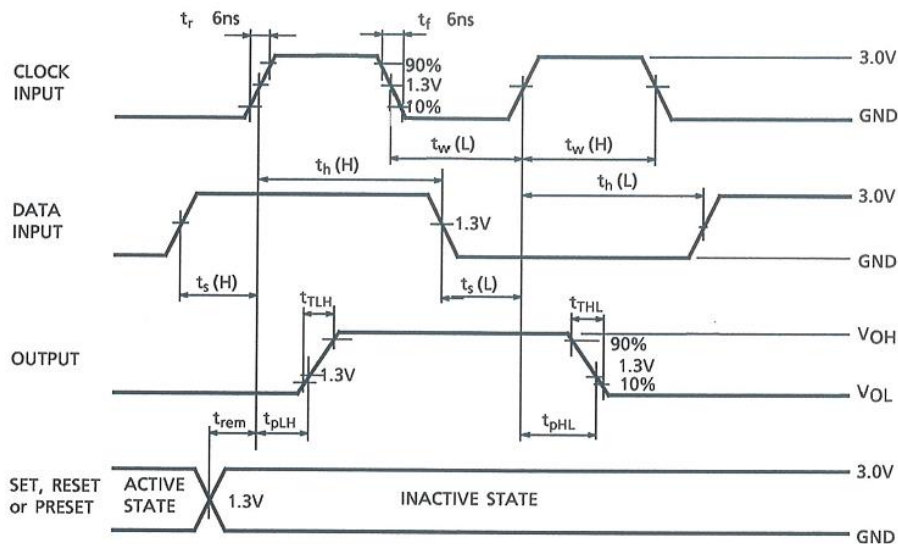 tr 6ns
tf 6ns
CLOCK
INPUT
90%
1.3V
10%
3.0V
GND
tw (L)
tw (H)
th (H)
th (L)
DATA
INPUT
1.3V
3.0V
GND
ts (H)
ts (L)
tTLH
tTHL
OUTPUT
1.3V
90%
1.3V
10%
VOH
VOL
trem
tpLH
tpHL
SET, RESET
or PRESET
ACTIVE
STATE
1.3V
INACTIVE STATE
3.0V
GND